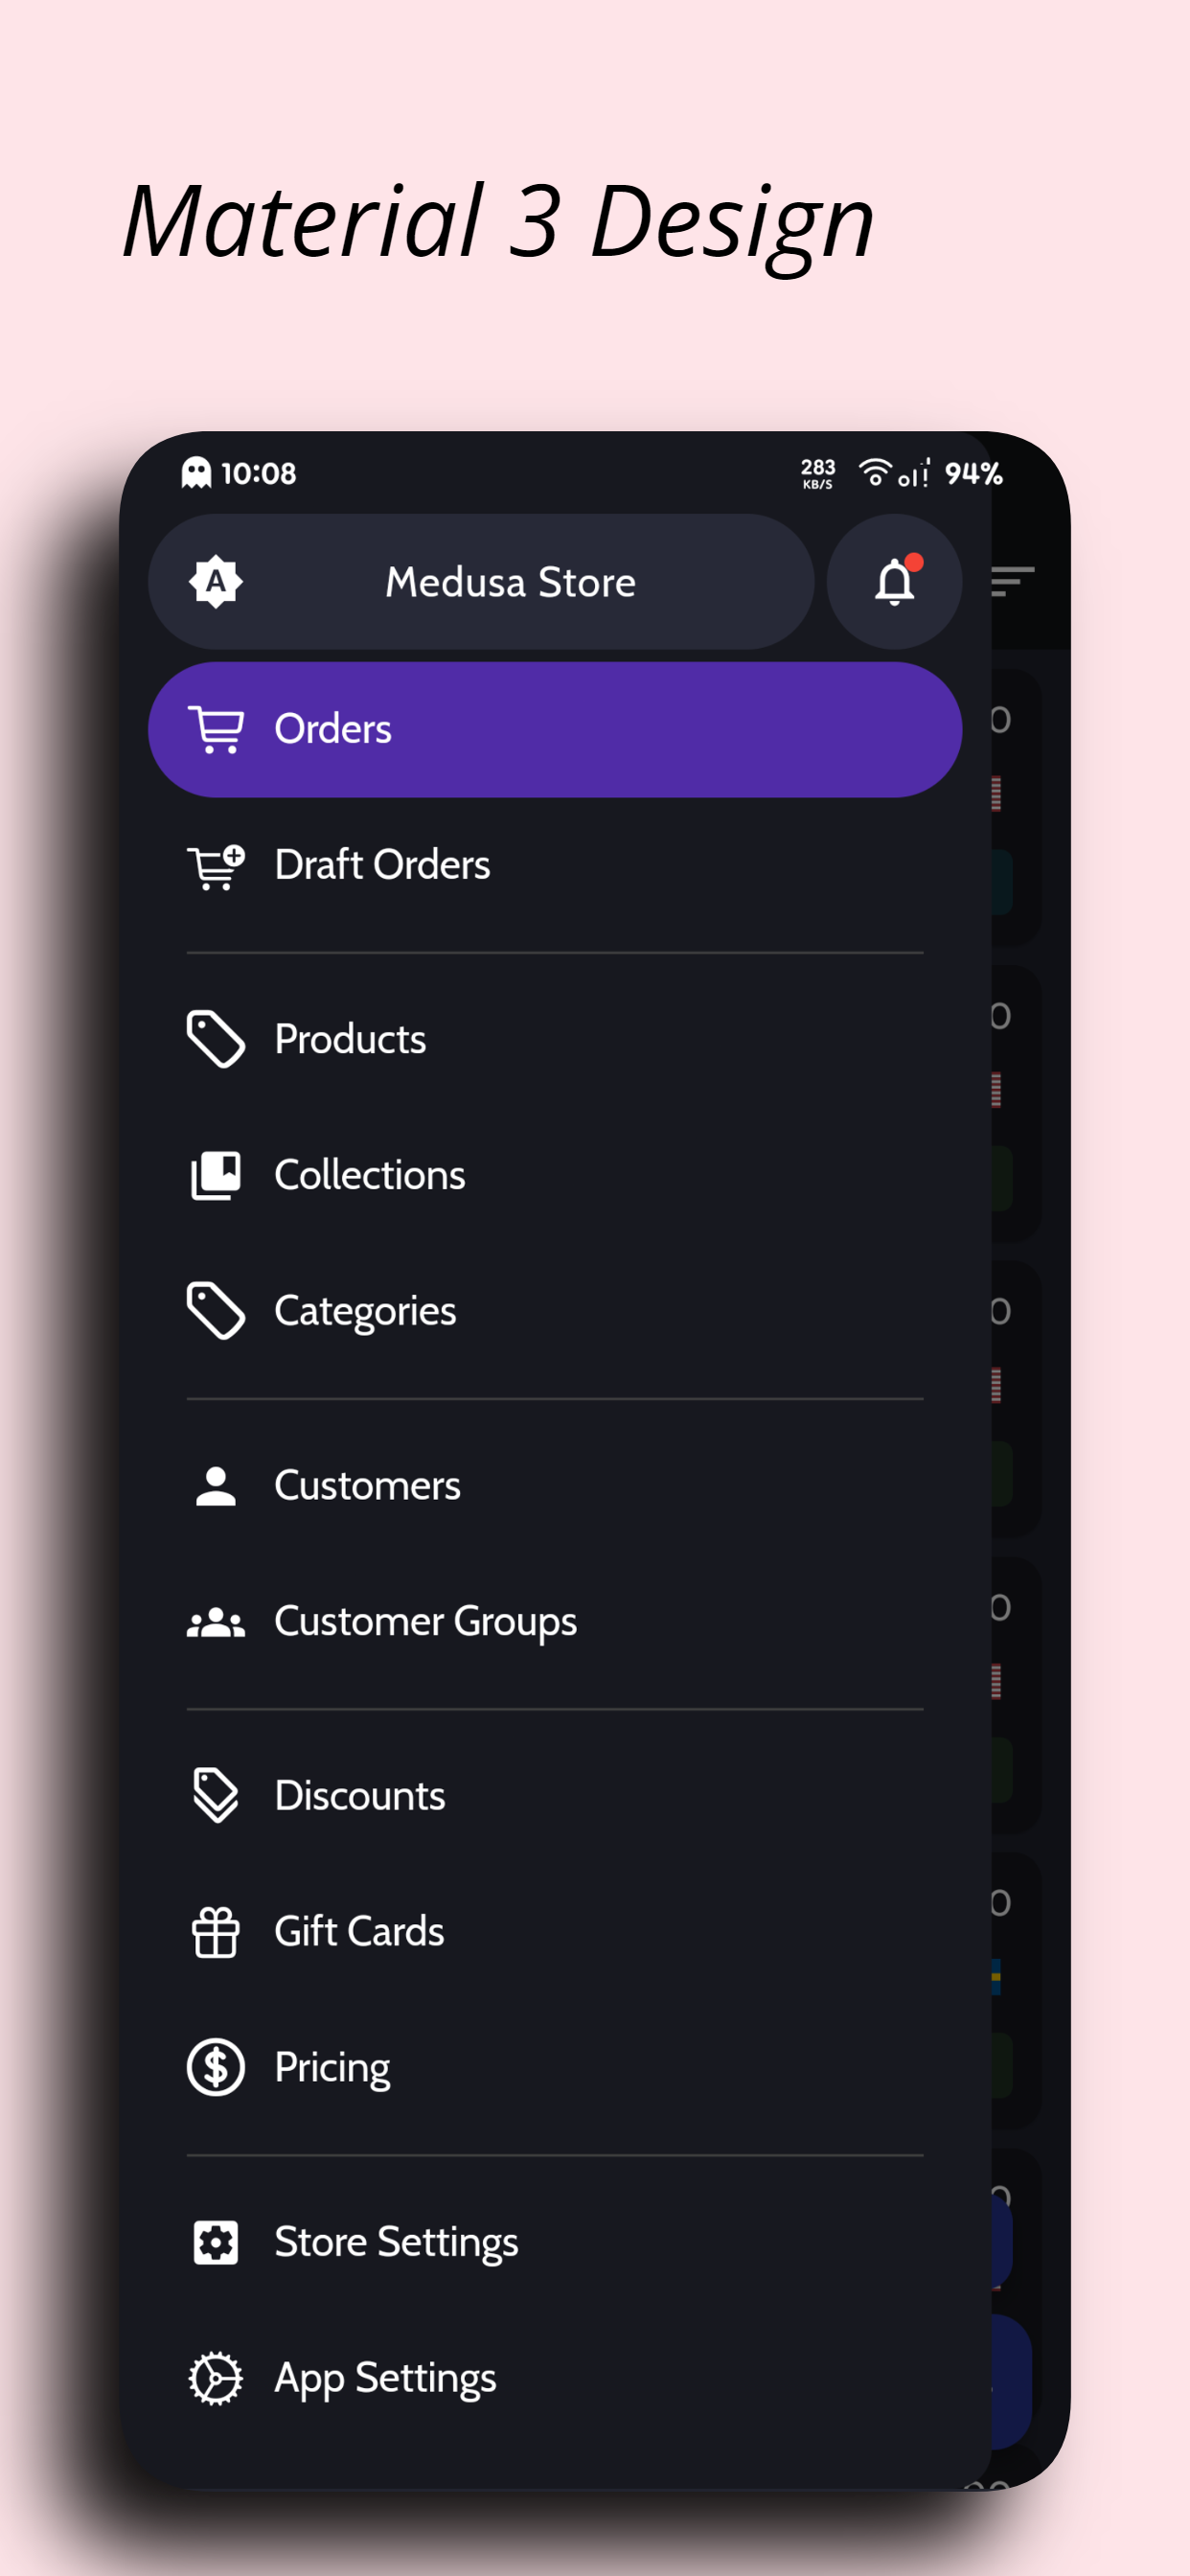 Material 3 Design
10:08
283
KB/S
94%
A
Medusa Store
Orders
Draft Orders
Products
Collections
Categories
Customers
Customer Groups
Discounts
Gift Cards
Pricing
Store Settings
App Settings